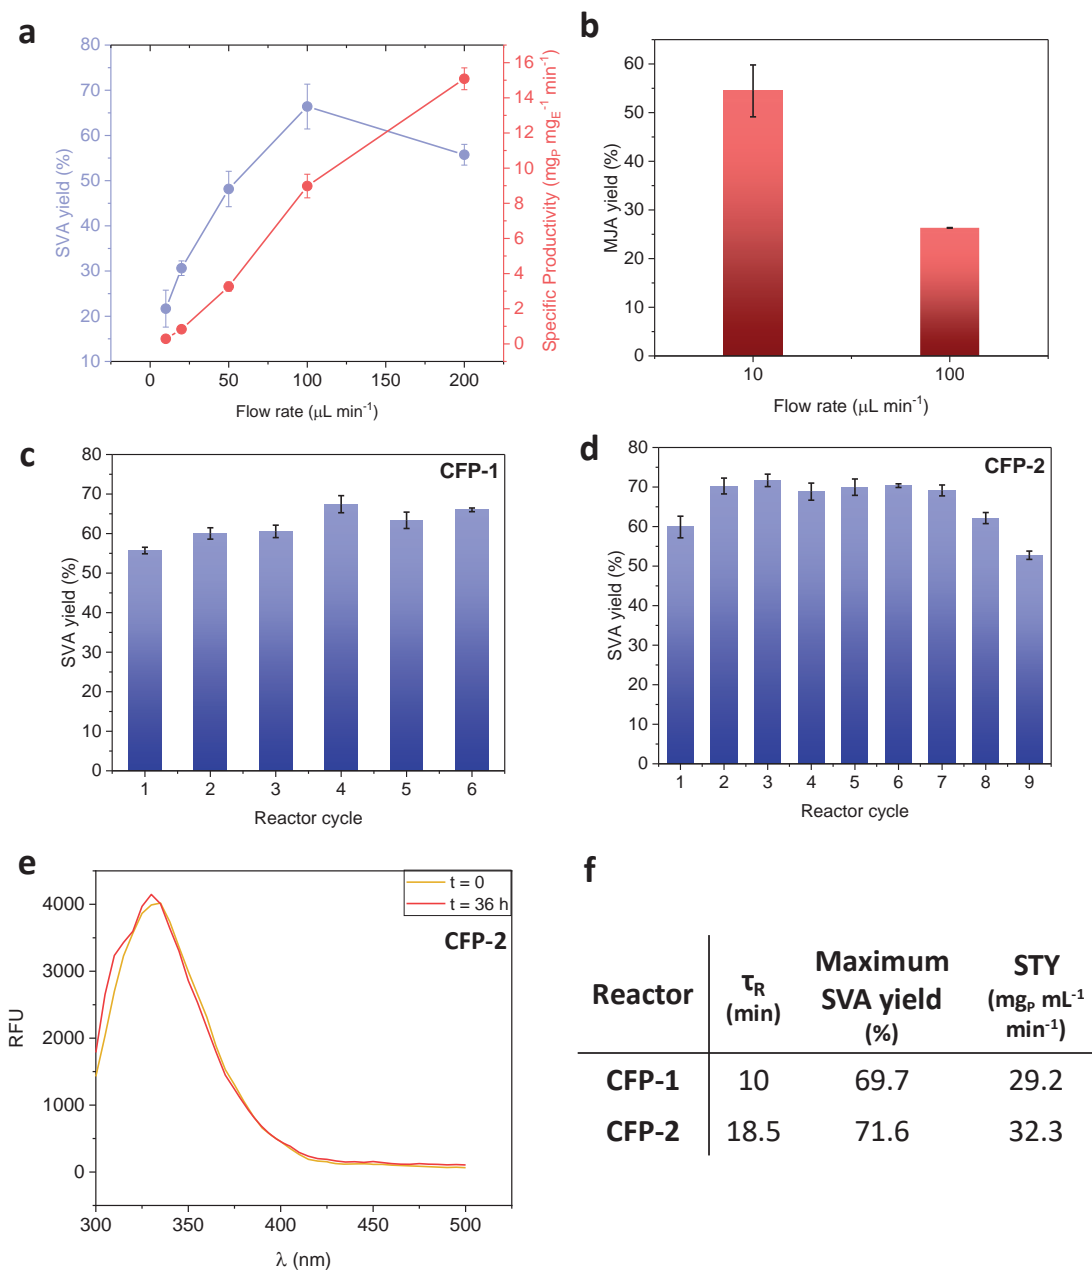 a
80
70
60
50
40
30
20
10
SVA yield (%)
16
14
12
10
8
6
4
2
0
Specific Productivity (mgP mgE-1 min-1)
0
50
100
150
200
Flow rate (μL min-1)
b
60
50
40
30
20
10
0
MJA yield (%)
10
100
Flow rate (μL min-1)
c
CFP-1
80
70
60
50
40
30
20
10
0
SVA yield (%)
1
2
3
4
5
6
Reactor cycle
d
CFP-2
80
70
60
50
40
30
20
10
0
SVA yield (%)
1
2
3
4
5
6
7
8
9
Reactor cycle
e
t = 0
t = 36 h
CFP-2
4000
3000
2000
1000
0
RFU
300
350
400
450
500
λ (nm)
f
Reactor
τR
(min)
Maximum
SVA yield
(%)
STY
(mgP mL-1
min-1)
CFP-1 10 69.7 29.2
CFP-2 18.5 71.6 32.3